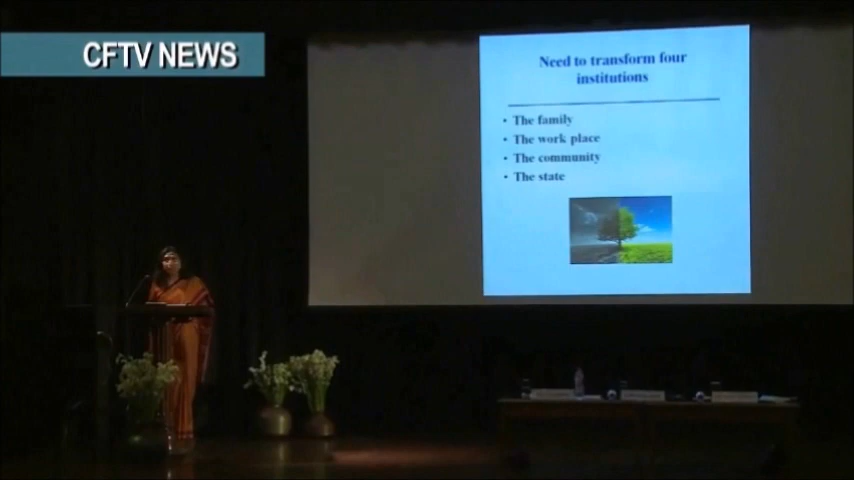 CFTV NEWS
Need to transform four
institutions
• The family
• The work place
• The community
• The state